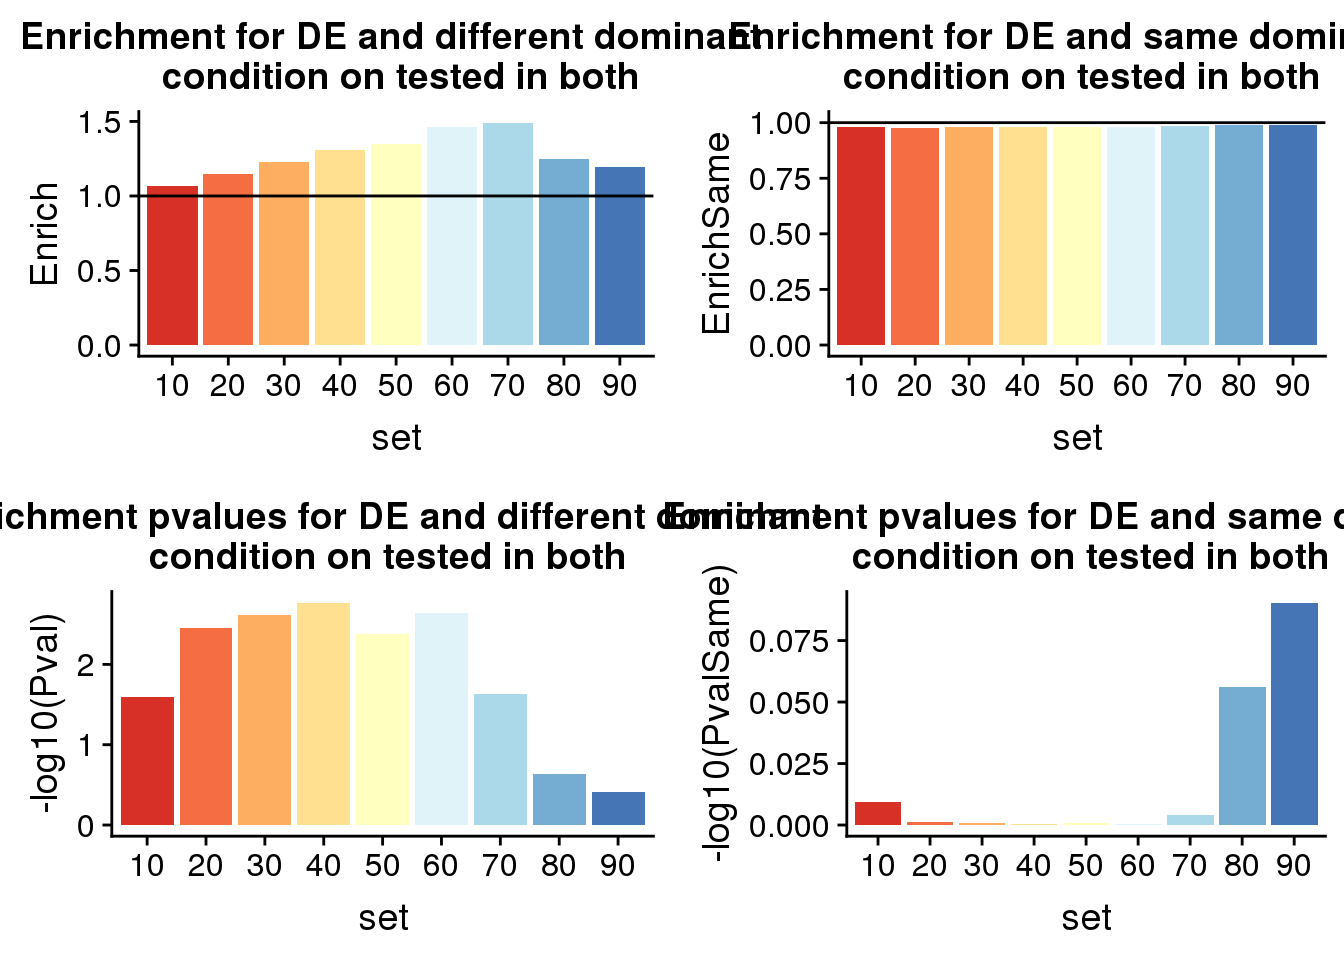 Enrichment for DE and different dominant
condition on tested in both
Enrich
1.5
1.0
0.5
0.0
10 20 30 40 50 60 70 80 90
set
Enrichment for DE and same domin
condition on tested in both
EnrichSame
1.00
0.75
0.50
0.25
0.00
10 20 30 40 50 60 70 80 90
set
ichment pvalues for DE and different dominant
condition on tested in both
-log10(Pval)
2
1
0
10 20 30 40 50 60 70 80 90
set
Enrichment pvalues for DE and same d
condition on tested in both
-log10(PvalSame)
0.075
0.050
0.025
0.000
10 20 30 40 50 60 70 80 90
set